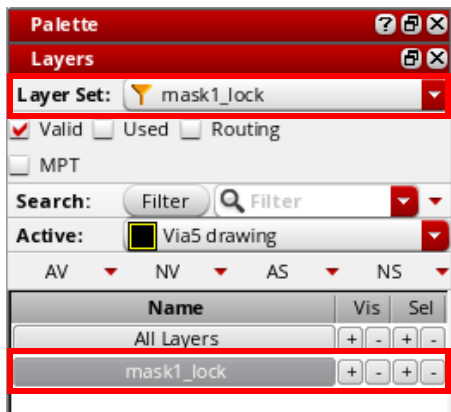 Palette
Layers
Layer Set: mask1_lock
Valid Used Routing
MPT
Search: Filter Filter
Active: Via5 drawing
AV NV AS NS
Name Vis Sel
All Layers + - + -
mask1_lock + - + -